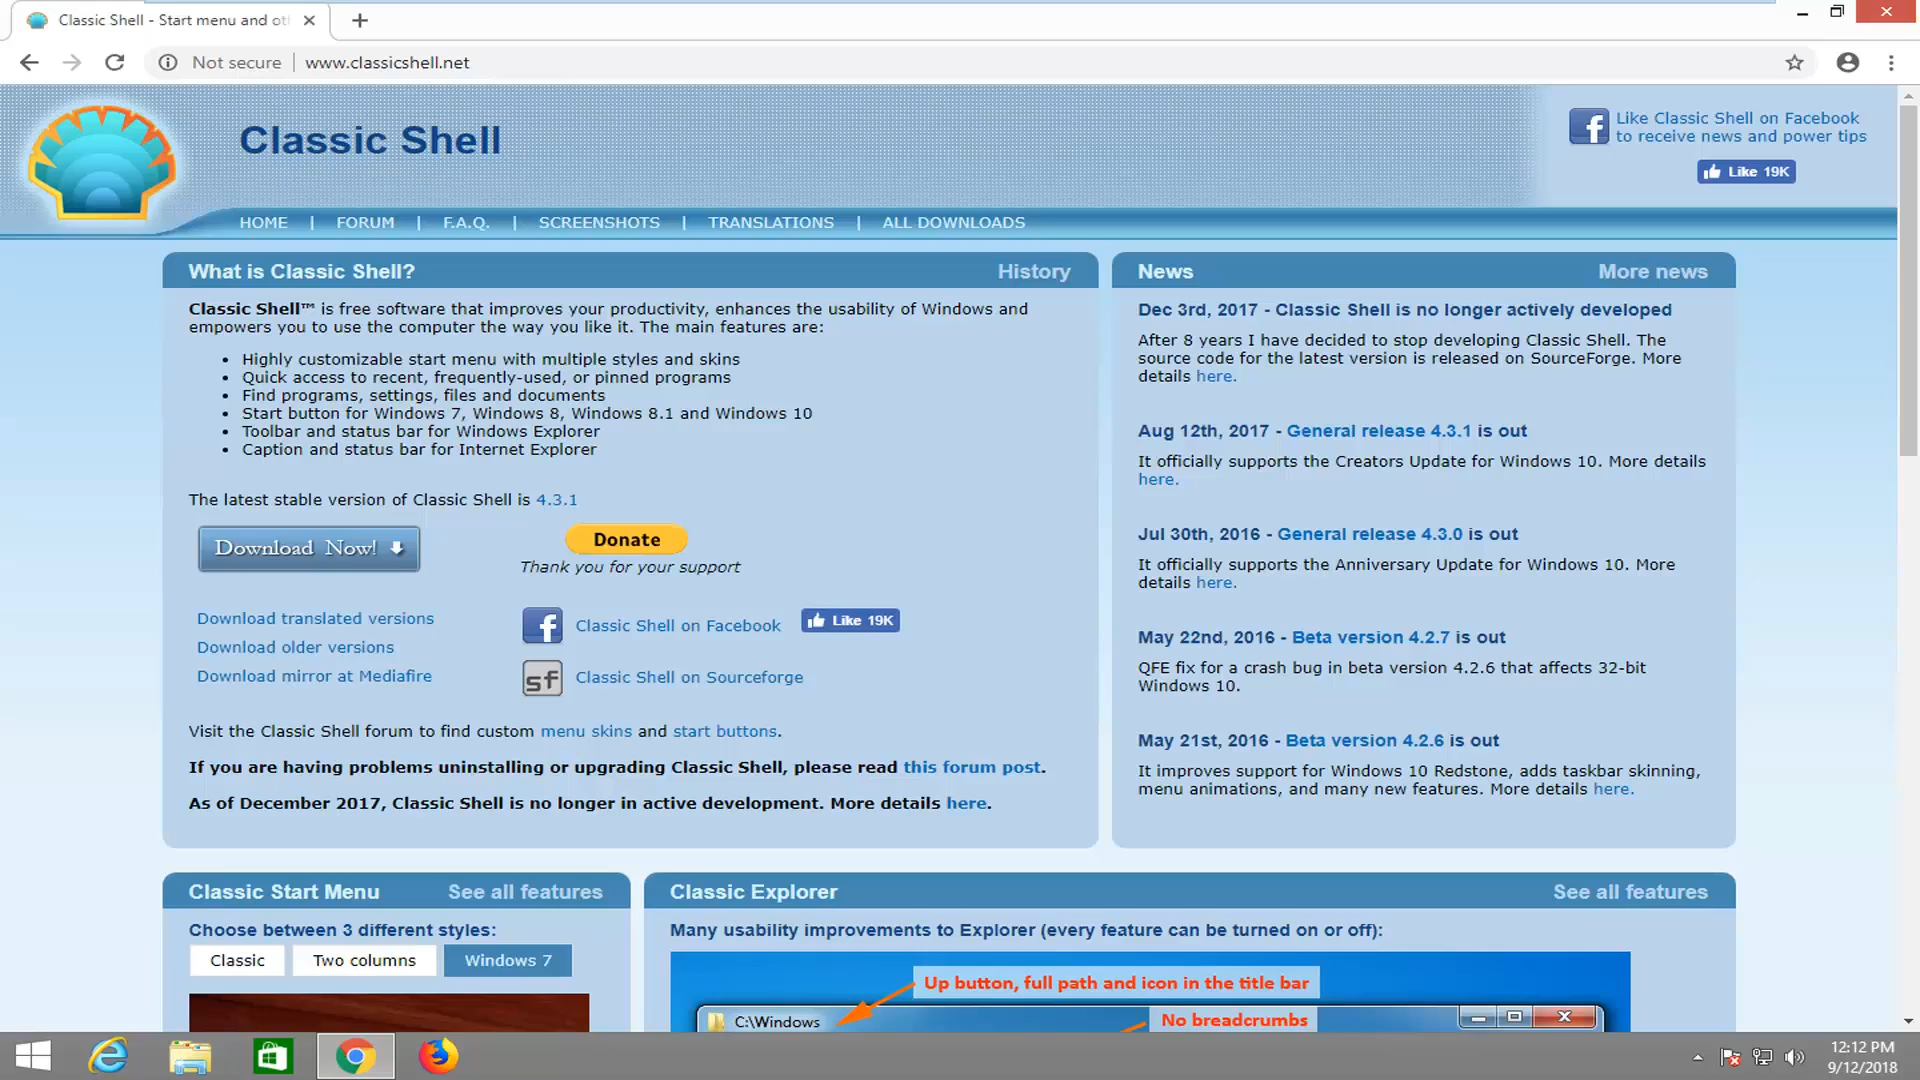 Classic Shell - Start menu and ot
Not secure
www.classicshell.net
Classic Shell
Like Classic Shell on Facebook
to receive news and power tips
Like 19K
HOME | FORUM | F.A.Q. | SCREENSHOTS | TRANSLATIONS | ALL DOWNLOADS
What is Classic Shell?
History
Classic Shell™ is free software that improves your productivity, enhances the usability of Windows and
empowers you to use the computer the way you like it. The main features are:
• Highly customizable start menu with multiple styles and skins
• Quick access to recent, frequently-used, or pinned programs
• Find programs, settings, files and documents
• Start button for Windows 7, Windows 8, Windows 8.1 and Windows 10
• Toolbar and status bar for Windows Explorer
• Caption and status bar for Internet Explorer
The latest stable version of Classic Shell is 4.3.1
Download Now!
Donate
Thank you for your support
Download translated versions
Download older versions
Download mirror at Mediafire
f
Classic Shell on Facebook
Like 19K
sf
Classic Shell on Sourceforge
Visit the Classic Shell forum to find custom menu skins and start buttons.
If you are having problems uninstalling or upgrading Classic Shell, please read this forum post.
As of December 2017, Classic Shell is no longer in active development. More details here.
News
More news
Dec 3rd, 2017 - Classic Shell is no longer actively developed
After 8 years I have decided to stop developing Classic Shell. The
source code for the latest version is released on SourceForge. More
details here.
Aug 12th, 2017 - General release 4.3.1 is out
It officially supports the Creators Update for Windows 10. More details
here.
Jul 30th, 2016 - General release 4.3.0 is out
It officially supports the Anniversary Update for Windows 10. More
details here.
May 22nd, 2016 - Beta version 4.2.7 is out
QFE fix for a crash bug in beta version 4.2.6 that affects 32-bit
Windows 10.
May 21st, 2016 - Beta version 4.2.6 is out
It improves support for Windows 10 Redstone, adds taskbar skinning,
menu animations, and many new features. More details here.
Classic Start Menu
See all features
Choose between 3 different styles:
Classic
Two columns
Windows 7
Classic Explorer
See all features
Many usability improvements to Explorer (every feature can be turned on or off):
Up button, full path and icon in the title bar
C:\Windows
No breadcrumbs
12:12 PM
9/12/2018